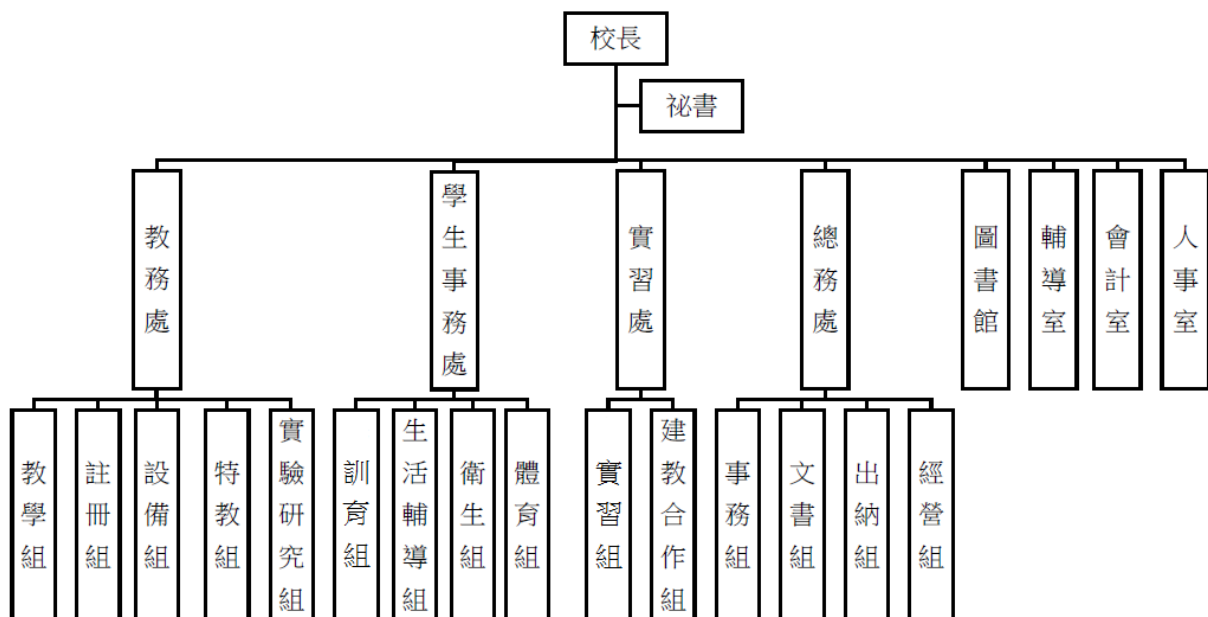 校長
祕書
教務處
學生事務處
實習處
總務處
圖書館
輔導室
會計室
人事室
教學組
註冊組
設備組
特教組
實驗研究組
訓育組
生活輔導組
衛生組
體育組
實習組
建教合作組
事務組
文書組
出納組
經營組